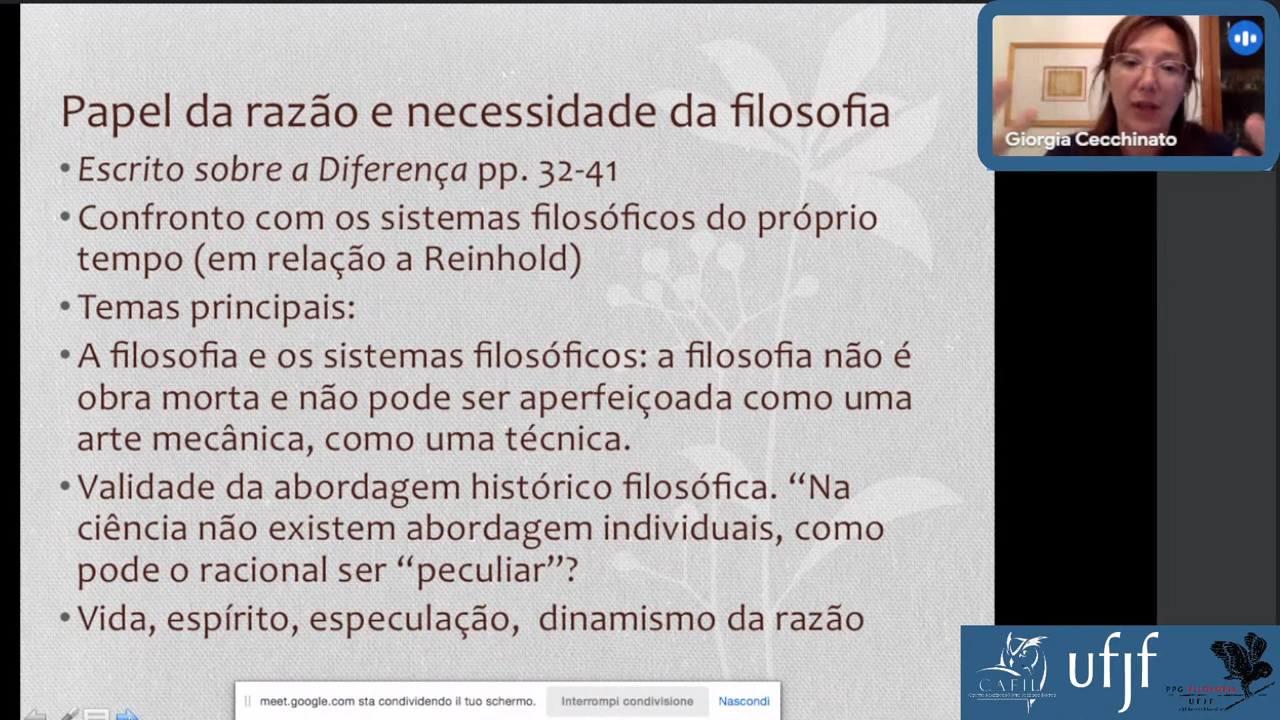 Papel da razão e necessidade da filosofia
• Escrito sobre a Diferença pp. 32-41
• Confronto com os sistemas filosóficos do próprio
tempo (em relação a Reinhold)
• Temas principais:
• A filosofia e os sistemas filosóficos: a filosofia não é
obra morta e não pode ser aperfeiçoada como uma
arte mecânica, como uma técnica.
• Validade da abordagem histórico filosófica. “Na
ciência não existem abordagem individuais, como
pode o racional ser “peculiar”?
• Vida, espírito, especulação, dinamismo da razão
Giorgia Cecchinato
meet.google.com sta condividendo il tuo schermo. Interrompi condivisione Nascondi
CAFIL
ufjf
PPG FILOSOFIA
UFJF